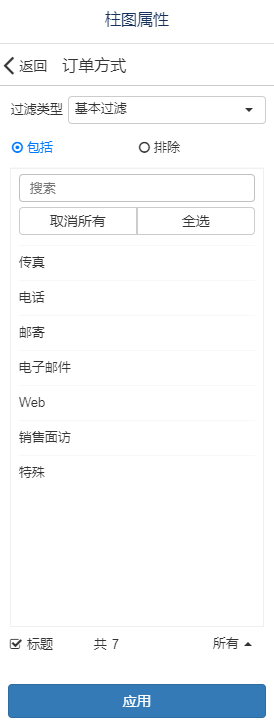 柱图属性
返回 订单方式
过滤类型 基本过滤
包括 排除
搜索
取消所有 全选
传真
电话
邮寄
电子邮件
Web
销售面访
特殊
标题 共 7 所有
应用